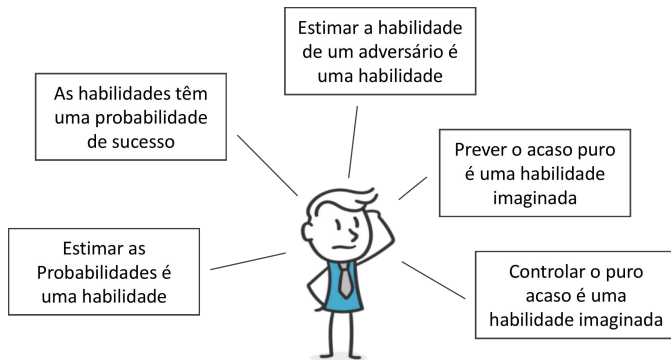 Estimar a habilidade
de um adversário é
uma habilidade
As habilidades têm
uma probabilidade
de sucesso
Prever o acaso puro
é uma habilidade
imaginada
Estimar as
Probabilidades é
uma habilidade
Controlar o puro
acaso é uma
habilidade imaginada